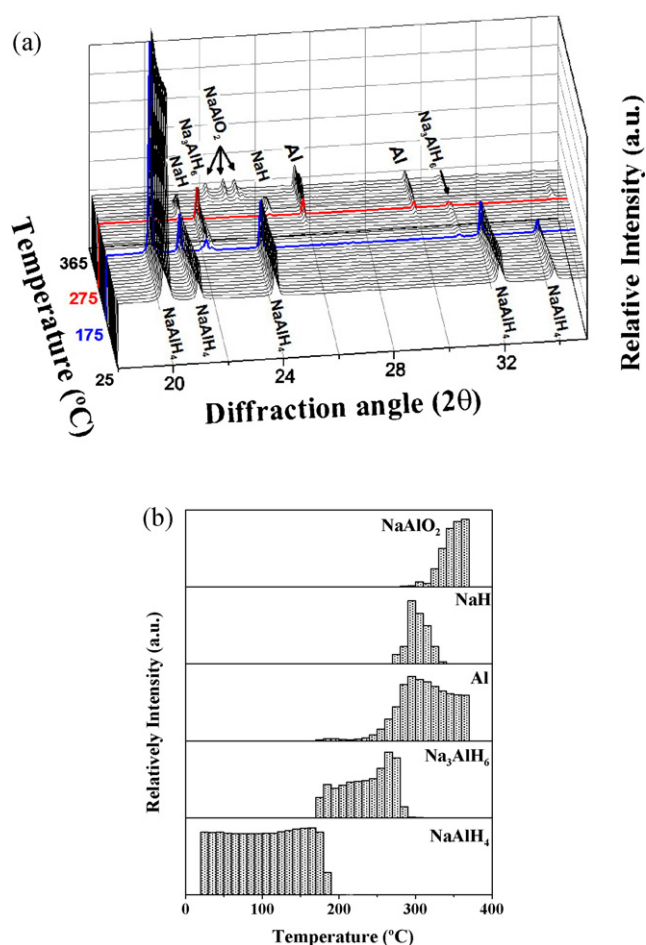 (a)
NaAlO₂
Na₃AlH₆
NaH
NaH
Al
Al
Na₃AlH₆
Relative Intensity (a.u.)
Temperature (ºC)
365
275
175
25
NaAlH₄
NaAlH₄
NaAlH₄
NaAlH₄
NaAlH₄
20
24
28
32
Diffraction angle (2θ)
(b)
NaAlO₂
NaH
Al
Na₃AlH₆
NaAlH₄
Relatively Intensity (a.u.)
0 100 200 300 400
Temperature (ºC)